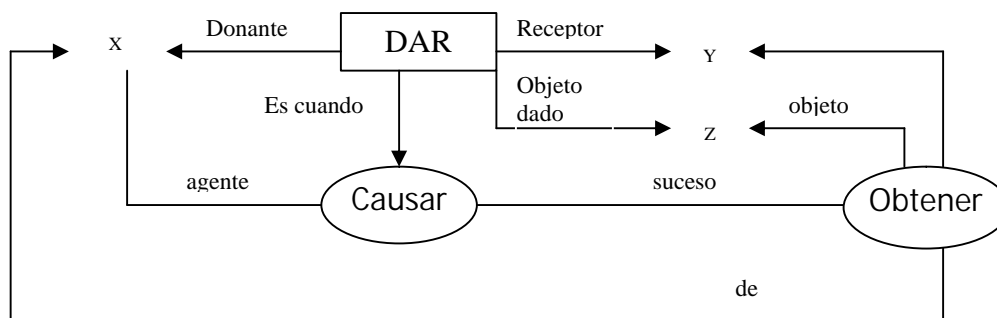 Donante
DAR
Receptor
X
Y
Es cuando
Objeto
dado
objeto
Z
agente
Causar
suceso
Obtener
de